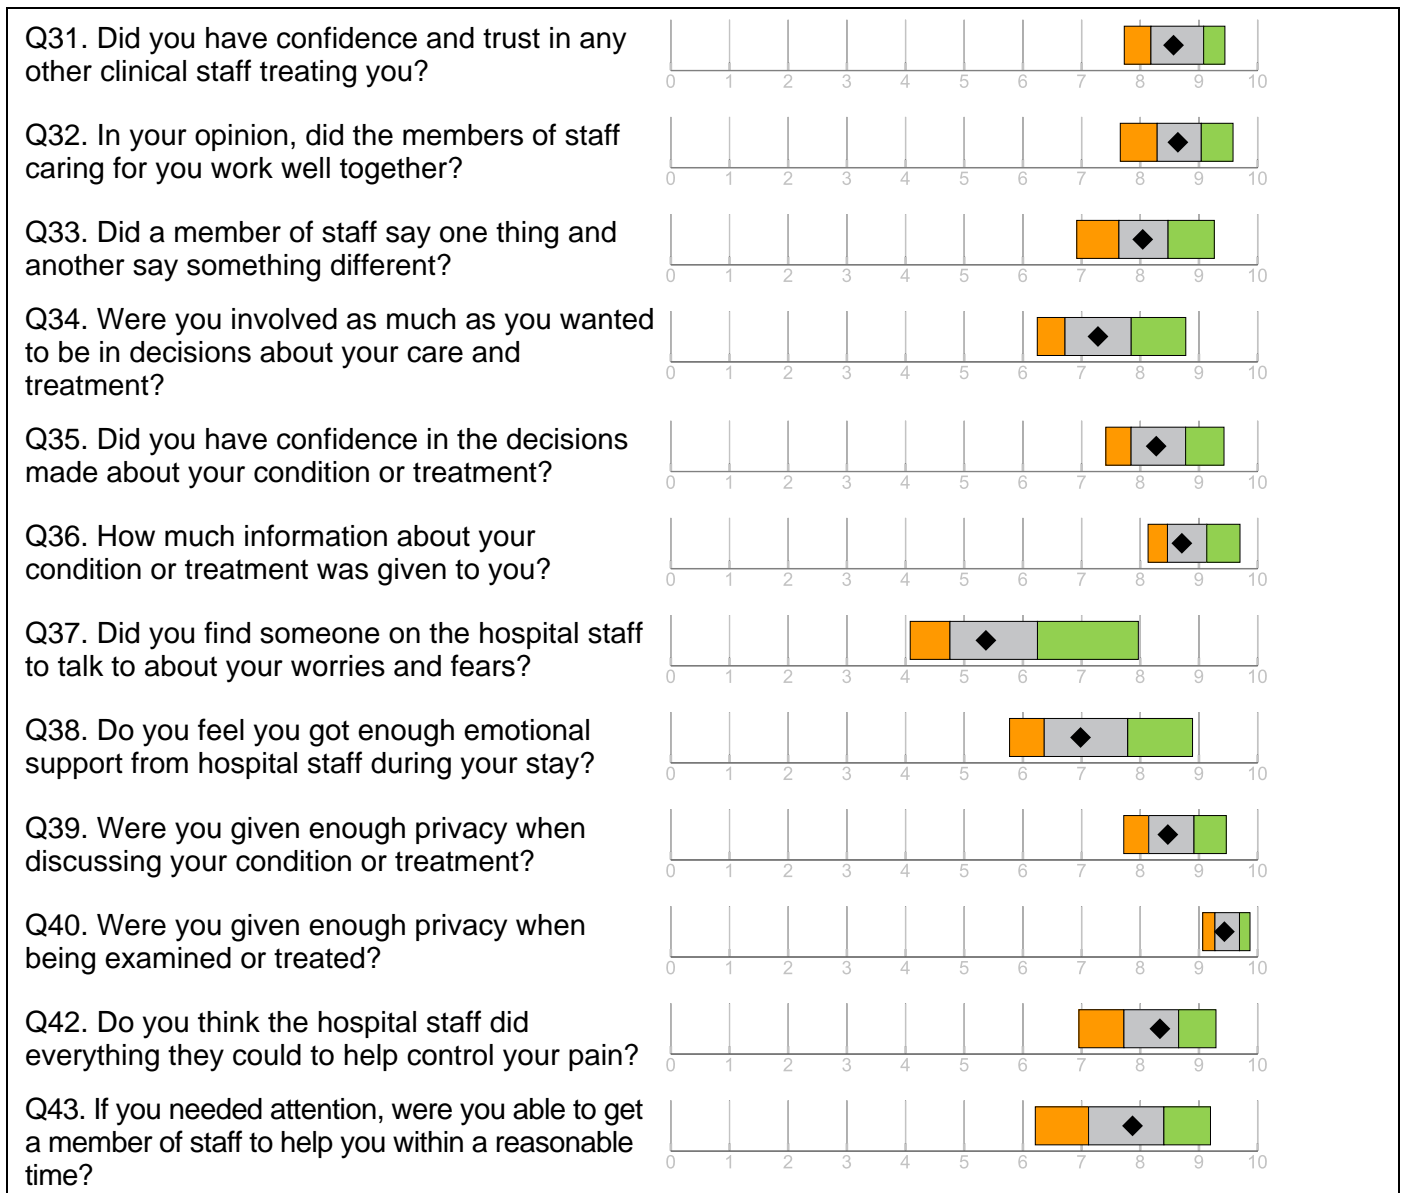 Q31. Did you have confidence and trust in any
other clinical staff treating you?
0 1 2 3 4 5 6 7 8 9 10
Q32. In your opinion, did the members of staff
caring for you work well together?
0 1 2 3 4 5 6 7 8 9 10
Q33. Did a member of staff say one thing and
another say something different?
0 1 2 3 4 5 6 7 8 9 10
Q34. Were you involved as much as you wanted
to be in decisions about your care and
treatment?
0 1 2 3 4 5 6 7 8 9 10
Q35. Did you have confidence in the decisions
made about your condition or treatment?
0 1 2 3 4 5 6 7 8 9 10
Q36. How much information about your
condition or treatment was given to you?
0 1 2 3 4 5 6 7 8 9 10
Q37. Did you find someone on the hospital staff
to talk to about your worries and fears?
0 1 2 3 4 5 6 7 8 9 10
Q38. Do you feel you got enough emotional
support from hospital staff during your stay?
0 1 2 3 4 5 6 7 8 9 10
Q39. Were you given enough privacy when
discussing your condition or treatment?
0 1 2 3 4 5 6 7 8 9 10
Q40. Were you given enough privacy when
being examined or treated?
0 1 2 3 4 5 6 7 8 9 10
Q42. Do you think the hospital staff did
everything they could to help control your pain?
0 1 2 3 4 5 6 7 8 9 10
Q43. If you needed attention, were you able to get
a member of staff to help you within a reasonable
time?
0 1 2 3 4 5 6 7 8 9 10